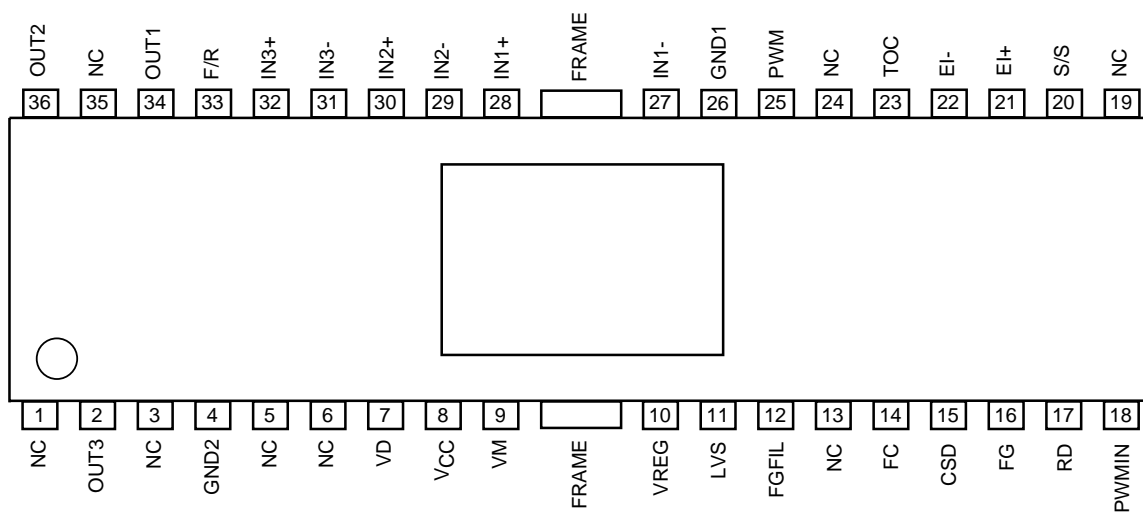 OUT2 NC OUT1 F/R IN3+ IN3- IN2+ IN2- IN1+ FRAME IN1- GND1 PWM NC TOC EI- EI+ S/S NC
36 35 34 33 32 31 30 29 28 27 26 25 24 23 22 21 20 19
1 2 3 4 5 6 7 8 9 10 11 12 13 14 15 16 17 18
NC OUT3 NC GND2 NC NC VD VCC VM FRAME VREG LVS FGFIL NC FC CSD FG RD PWMIN